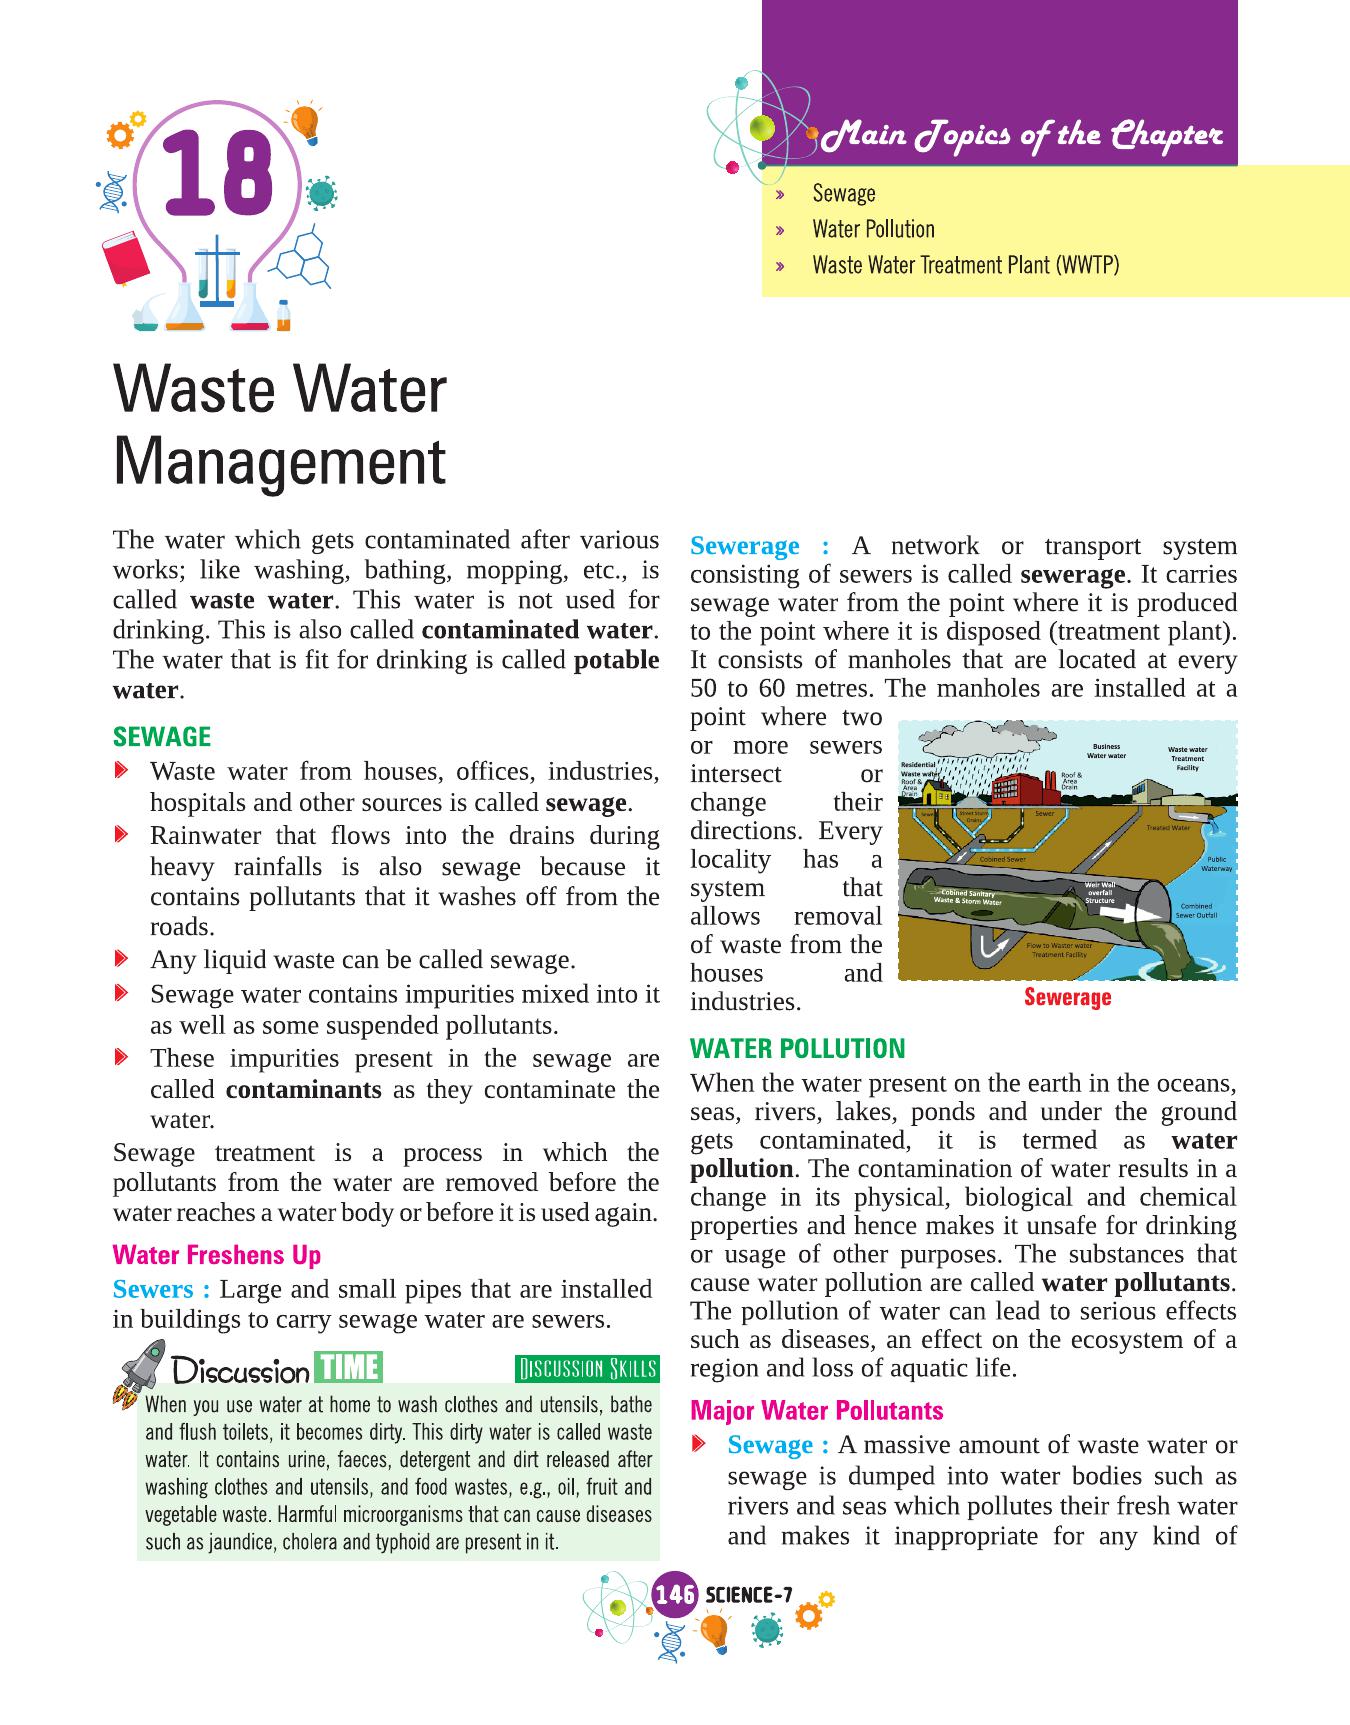 18
Main Topics of the Chapter
» Sewage
» Water Pollution
» Waste Water Treatment Plant (WWTP)
Waste Water
Management
The water which gets contaminated after various
works; like washing, bathing, mopping, etc., is
called waste water. This water is not used for
drinking. This is also called contaminated water.
The water that is fit for drinking is called potable
water.
SEWAGE
Waste water from houses, offices, industries,
hospitals and other sources is called sewage.
Rainwater that flows into the drains during
heavy rainfalls is also sewage because it
contains pollutants that it washes off from the
roads.
Any liquid waste can be called sewage.
Sewage water contains impurities mixed into it
as well as some suspended pollutants.
These impurities present in the sewage are
called contaminants as they contaminate the
water.
Sewage treatment is a process in which the
pollutants from the water are removed before the
water reaches a water body or before it is used again.
Water Freshens Up
Sewers : Large and small pipes that are installed
in buildings to carry sewage water are sewers.
Discussion TIME
DISCUSSION SKILLS
When you use water at home to wash clothes and utensils, bathe
and flush toilets, it becomes dirty. This dirty water is called waste
water. It contains urine, faeces, detergent and dirt released after
washing clothes and utensils, and food wastes, e.g., oil, fruit and
vegetable waste. Harmful microorganisms that can cause diseases
such as jaundice, cholera and typhoid are present in it.
Sewerage : A network or transport system
consisting of sewers is called sewerage. It carries
sewage water from the point where it is produced
to the point where it is disposed (treatment plant).
It consists of manholes that are located at every
50 to 60 metres. The manholes are installed at a
point where two
or more sewers
intersect or
change their
directions. Every
locality has a
system that
allows removal
of waste from the
houses and
industries.
Residential
Waste water
Roof &
Area
Drain
Roof &
Area
Drain
Business
Water water
Waste water
Treatment
Facility
Sewer
Street Storm
Drains
Sewer
Treated Water
Cobined Sewer
Public
Waterway
Cobined Sanitary
Waste & Storm Water
Weir Wall
overfall
Structure
Combined
Sewer Outfall
Flow to Waster water
Treatment Facility
Sewerage
WATER POLLUTION
When the water present on the earth in the oceans,
seas, rivers, lakes, ponds and under the ground
gets contaminated, it is termed as water
pollution. The contamination of water results in a
change in its physical, biological and chemical
properties and hence makes it unsafe for drinking
or usage of other purposes. The substances that
cause water pollution are called water pollutants.
The pollution of water can lead to serious effects
such as diseases, an effect on the ecosystem of a
region and loss of aquatic life.
Major Water Pollutants
Sewage : A massive amount of waste water or
sewage is dumped into water bodies such as
rivers and seas which pollutes their fresh water
and makes it inappropriate for any kind of
146 SCIENCE-7